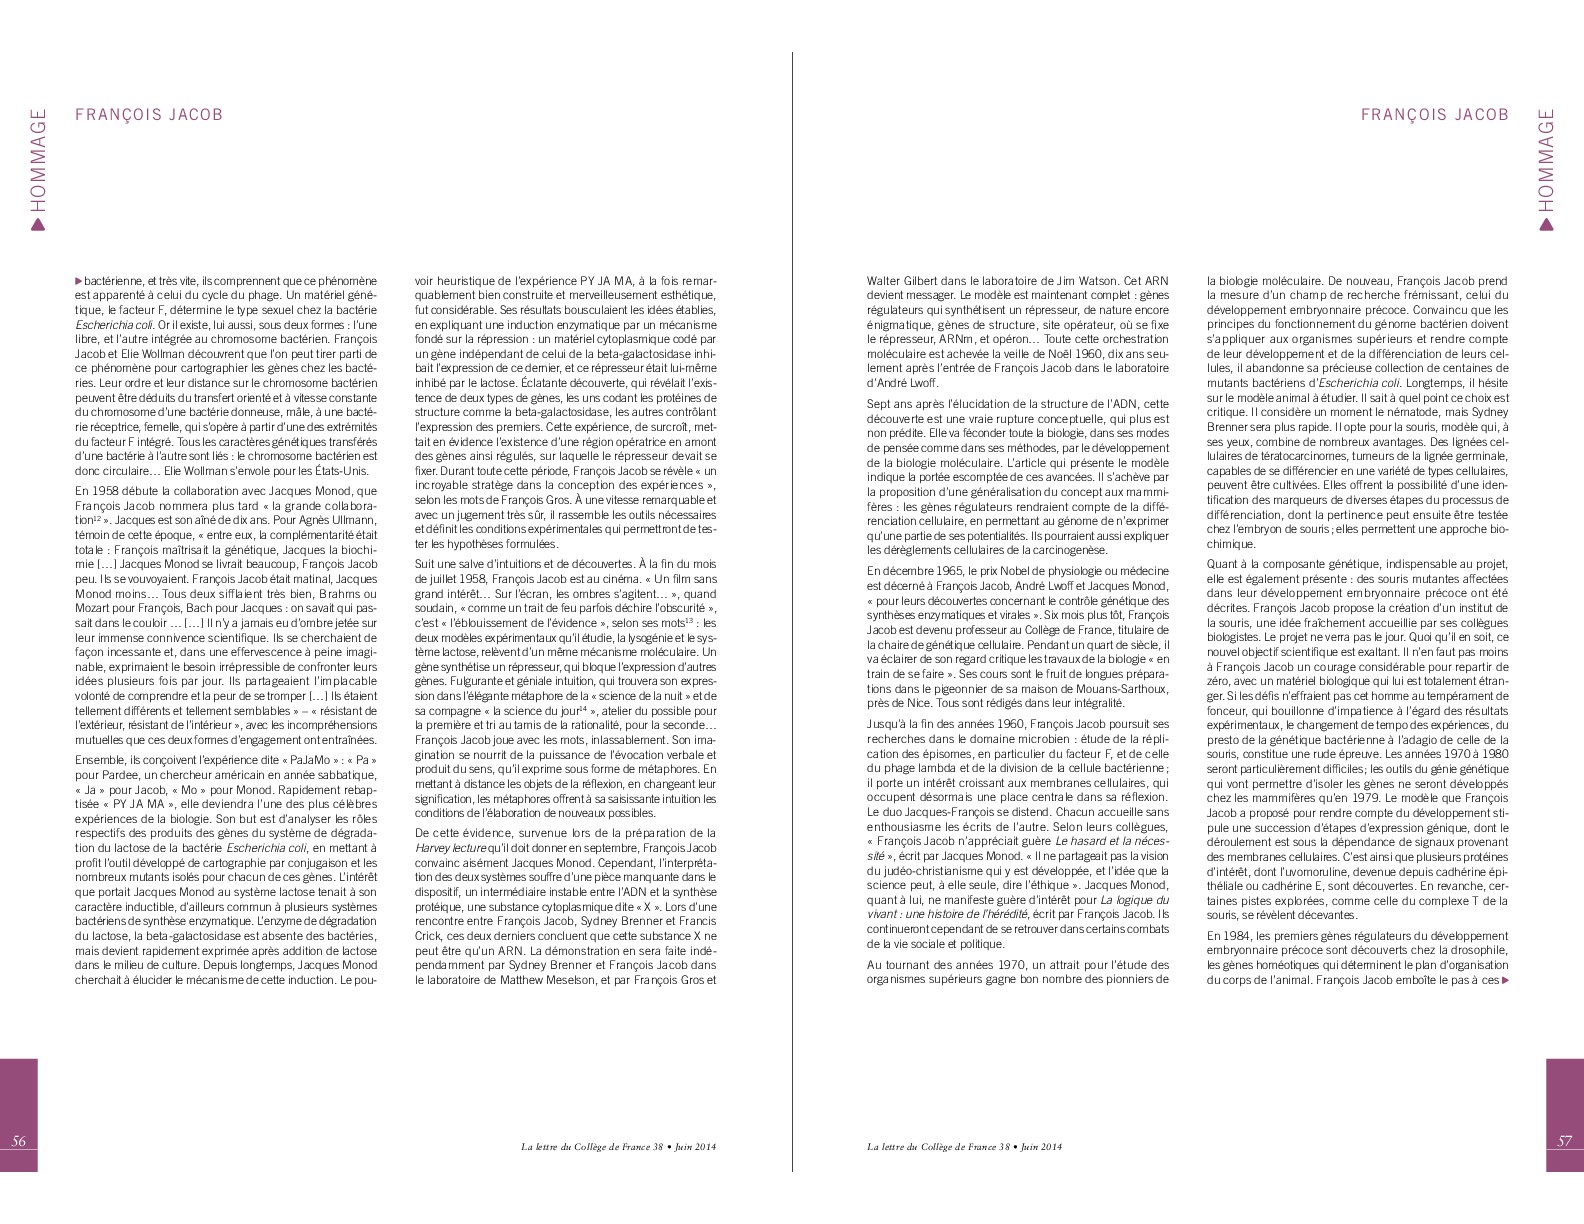 HOMMAGE
FRANÇOIS JACOB
bactérienne, et très vite, ils comprennent que ce phénomène
est apparenté à celui du cycle du phage. Un matériel géné-
tique, le facteur F, détermine le type sexuel chez la bactérie
Escherichia coli. Or il existe, lui aussi, sous deux formes : l'une
libre, et l'autre intégrée au chromosome bactérien. François
Jacob et Elie Wollman découvrent que l'on peut tirer parti de
ce phénomène pour cartographier les gènes chez les bacté-
ries. Leur ordre et leur distance sur le chromosome bactérien
peuvent être déduits du transfert orienté et à vitesse constante
du chromosome d'une bactérie donneuse, mâle, à une bacté-
rie réceptrice, femelle, qui s'opère à partir d'une des extrémités
du facteur F intégré. Tous les caractères génétiques transférés
d'une bactérie à l'autre sont liés : le chromosome bactérien est
donc circulaire… Elie Wollman s'envole pour les États-Unis.
En 1958 débute la collaboration avec Jacques Monod, que
François Jacob nommera plus tard « la grande collabora-
tion¹² ». Jacques est son aîné de dix ans. Pour Agnès Ullmann,
témoin de cette époque, « entre eux, la complémentarité était
totale : François maîtrisait la génétique, Jacques la biochi-
mie […] Jacques Monod se livrait beaucoup, François Jacob
peu. Ils se vouvoyaient. François Jacob était matinal, Jacques
Monod moins… Tous deux sifflaient très bien, Brahms ou
Mozart pour François, Bach pour Jacques : on savait qui pas-
sait dans le couloir … […] Il n'y a jamais eu d'ombre jetée sur
leur immense connivence scientifique. Ils se cherchaient de
façon incessante et, dans une effervescence à peine imagi-
nable, exprimaient le besoin irrépressible de confronter leurs
idées plusieurs fois par jour. Ils partageaient l'implacable
volonté de comprendre et la peur de se tromper […] Ils étaient
tellement différents et tellement semblables » – « résistant de
l'extérieur, résistant de l'intérieur », avec les incompréhensions
mutuelles que ces deux formes d'engagement ont entraînées.
Ensemble, ils conçoivent l'expérience dite « PaJaMo » : « Pa »
pour Pardee, un chercheur américain en année sabbatique,
« Ja » pour Jacob, « Mo » pour Monod. Rapidement rebap-
tisée « PY JA MA », elle deviendra l'une des plus célèbres
expériences de la biologie. Son but est d'analyser les rôles
respectifs des produits des gènes du système de dégrada-
tion du lactose de la bactérie Escherichia coli, en mettant à
profit l'outil développé de cartographie par conjugaison et les
nombreux mutants isolés pour chacun de ces gènes. L'intérêt
que portait Jacques Monod au système lactose tenait à son
caractère inductible, d'ailleurs commun à plusieurs systèmes
bactériens de synthèse enzymatique. L'enzyme de dégradation
du lactose, la beta-galactosidase est absente des bactéries,
mais devient rapidement exprimée après addition de lactose
dans le milieu de culture. Depuis longtemps, Jacques Monod
cherchait à élucider le mécanisme de cette induction. Le pou-
voir heuristique de l'expérience PY JA MA, à la fois remar-
quablement bien construite et merveilleusement esthétique,
fut considérable. Ses résultats bousculaient les idées établies,
en expliquant une induction enzymatique par un mécanisme
fondé sur la répression : un matériel cytoplasmique codé par
un gène indépendant de celui de la beta-galactosidase inhi-
bait l'expression de ce dernier, et ce répresseur était lui-même
inhibé par le lactose. Éclatante découverte, qui révélait l'exis-
tence de deux types de gènes, les uns codant les protéines de
structure comme la beta-galactosidase, les autres contrôlant
l'expression des premiers. Cette expérience, de surcroît, met-
tait en évidence l'existence d'une région opératrice en amont
des gènes ainsi régulés, sur laquelle le répresseur devait se
fixer. Durant toute cette période, François Jacob se révèle « un
incroyable stratège dans la conception des expériences »,
selon les mots de François Gros. À une vitesse remarquable et
avec un jugement très sûr, il rassemble les outils nécessaires
et définit les conditions expérimentales qui permettront de tes-
ter les hypothèses formulées.
Suit une salve d'intuitions et de découvertes. À la fin du mois
de juillet 1958, François Jacob est au cinéma. « Un film sans
grand intérêt… Sur l'écran, les ombres s'agitent… », quand
soudain, « comme un trait de feu parfois déchire l'obscurité »,
c'est « l'éblouissement de l'évidence », selon ses mots¹³ : les
deux modèles expérimentaux qu'il étudie, la lysogénie et le sys-
tème lactose, relèvent d'un même mécanisme moléculaire. Un
gène synthétise un répresseur, qui bloque l'expression d'autres
gènes. Fulgurante et géniale intuition, qui trouvera son expres-
sion dans l'élégante métaphore de la « science de la nuit » et de
sa compagne « la science du jour¹⁴ », atelier du possible pour
la première et tri au tamis de la rationalité, pour la seconde…
François Jacob joue avec les mots, inlassablement. Son ima-
gination se nourrit de la puissance de l'évocation verbale et
produit du sens, qu'il exprime sous forme de métaphores. En
mettant à distance les objets de la réflexion, en changeant leur
signification, les métaphores offrent à sa saisissante intuition les
conditions de l'élaboration de nouveaux possibles.
De cette évidence, survenue lors de la préparation de la
Harvey lecture qu'il doit donner en septembre, François Jacob
convainc aisément Jacques Monod. Cependant, l'interpréta-
tion des deux systèmes souffre d'une pièce manquante dans le
dispositif, un intermédiaire instable entre l'ADN et la synthèse
protéique, une substance cytoplasmique dite « X ». Lors d'une
rencontre entre François Jacob, Sydney Brenner et Francis
Crick, ces deux derniers concluent que cette substance X ne
peut être qu'un ARN. La démonstration en sera faite indé-
pendamment par Sydney Brenner et François Jacob dans
le laboratoire de Matthew Meselson, et par François Gros et
56
La lettre du Collège de France 38 • Juin 2014
FRANÇOIS JACOB
HOMMAGE
Walter Gilbert dans le laboratoire de Jim Watson. Cet ARN
devient messager. Le modèle est maintenant complet : gènes
régulateurs qui synthétisent un répresseur, de nature encore
énigmatique, gènes de structure, site opérateur, où se fixe
le répresseur, ARNm, et opéron… Toute cette orchestration
moléculaire est achevée la veille de Noël 1960, dix ans seu-
lement après l'entrée de François Jacob dans le laboratoire
d'André Lwoff.
Sept ans après l'élucidation de la structure de l'ADN, cette
découverte est une vraie rupture conceptuelle, qui plus est
non prédite. Elle va féconder toute la biologie, dans ses modes
de pensée comme dans ses méthodes, par le développement
de la biologie moléculaire. L'article qui présente le modèle
indique la portée escomptée de ces avancées. Il s'achève par
la proposition d'une généralisation du concept aux mammi-
fères : les gènes régulateurs rendraient compte de la diffé-
renciation cellulaire, en permettant au génome de n'exprimer
qu'une partie de ses potentialités. Ils pourraient aussi expliquer
les dérèglements cellulaires de la carcinogenèse.
En décembre 1965, le prix Nobel de physiologie ou médecine
est décerné à François Jacob, André Lwoff et Jacques Monod,
« pour leurs découvertes concernant le contrôle génétique des
synthèses enzymatiques et virales ». Six mois plus tôt, François
Jacob est devenu professeur au Collège de France, titulaire de
la chaire de génétique cellulaire. Pendant un quart de siècle, il
va éclairer de son regard critique les travaux de la biologie « en
train de se faire ». Ses cours sont le fruit de longues prépara-
tions dans le pigeonnier de sa maison de Mouans-Sarthoux,
près de Nice. Tous sont rédigés dans leur intégralité.
Jusqu'à la fin des années 1960, François Jacob poursuit ses
recherches dans le domaine microbien : étude de la répli-
cation des épisomes, en particulier du facteur F, et de celle
du phage lambda et de la division de la cellule bactérienne ;
il porte un intérêt croissant aux membranes cellulaires, qui
occupent désormais une place centrale dans sa réflexion.
Le duo Jacques-François se distend. Chacun accueille sans
enthousiasme les écrits de l'autre. Selon leurs collègues,
« François Jacob n'appréciait guère Le hasard et la néces-
sité », écrit par Jacques Monod. « Il ne partageait pas la vision
du judéo-christianisme qui y est développée, et l'idée que la
science peut, à elle seule, dire l'éthique ». Jacques Monod,
quant à lui, ne manifeste guère d'intérêt pour La logique du
vivant : une histoire de l'hérédité, écrit par François Jacob. Ils
continueront cependant de se retrouver dans certains combats
de la vie sociale et politique.
Au tournant des années 1970, un attrait pour l'étude des
organismes supérieurs gagne bon nombre des pionniers de
la biologie moléculaire. De nouveau, François Jacob prend
la mesure d'un champ de recherche frémissant, celui du
développement embryonnaire précoce. Convaincu que les
principes du fonctionnement du génome bactérien doivent
s'appliquer aux organismes supérieurs et rendre compte
de leur développement et de la différenciation de leurs cel-
lules, il abandonne sa précieuse collection de centaines de
mutants bactériens d'Escherichia coli. Longtemps, il hésite
sur le modèle animal à étudier. Il sait à quel point ce choix est
critique. Il considère un moment le nématode, mais Sydney
Brenner sera plus rapide. Il opte pour la souris, modèle qui, à
ses yeux, combine de nombreux avantages. Des lignées cel-
lulaires de tératocarcinomes, tumeurs de la lignée germinale,
capables de se différencier en une variété de types cellulaires,
peuvent être cultivées. Elles offrent la possibilité d'une iden-
tification des marqueurs de diverses étapes du processus de
différenciation, dont la pertinence peut ensuite être testée
chez l'embryon de souris ; elles permettent une approche bio-
chimique.
Quant à la composante génétique, indispensable au projet,
elle est également présente : des souris mutantes affectées
dans leur développement embryonnaire précoce ont été
décrites. François Jacob propose la création d'un institut de
la souris, une idée fraîchement accueillie par ses collègues
biologistes. Le projet ne verra pas le jour. Quoi qu'il en soit, ce
nouvel objectif scientifique est exaltant. Il n'en faut pas moins
à François Jacob un courage considérable pour repartir de
zéro, avec un matériel biologique qui lui est totalement étran-
ger. Si les défis n'effraient pas cet homme au tempérament de
fonceur, qui bouillonne d'impatience à l'égard des résultats
expérimentaux, le changement de tempo des expériences, du
presto de la génétique bactérienne à l'adagio de celle de la
souris, constitue une rude épreuve. Les années 1970 à 1980
seront particulièrement difficiles; les outils du génie génétique
qui vont permettre d'isoler les gènes ne seront développés
chez les mammifères qu'en 1979. Le modèle que François
Jacob a proposé pour rendre compte du développement sti-
pule une succession d'étapes d'expression génique, dont le
déroulement est sous la dépendance de signaux provenant
des membranes cellulaires. C'est ainsi que plusieurs protéines
d'intérêt, dont l'uvomoruline, devenue depuis cadhérine épi-
théliale ou cadhérine E, sont découvertes. En revanche, cer-
taines pistes explorées, comme celle du complexe T de la
souris, se révèlent décevantes.
En 1984, les premiers gènes régulateurs du développement
embryonnaire précoce sont découverts chez la drosophile,
les gènes homéotiques qui déterminent le plan d'organisation
du corps de l'animal. François Jacob emboîte le pas à ces
La lettre du Collège de France 38 • Juin 2014
57